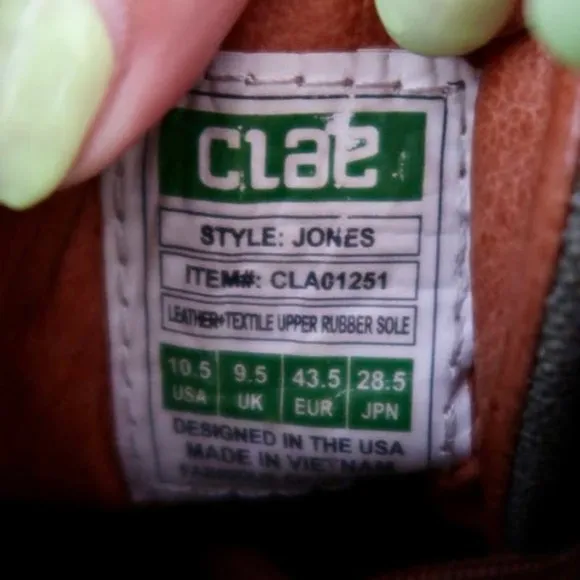 Clae
STYLE: JONES
ITEM#: CLA01251
LEATHER+TEXTILE UPPER RUBBER SOLE
10.5 9.5 43.5 28.5
USA UK EUR JPN
DESIGNED IN THE USA
MADE IN VIETNAM